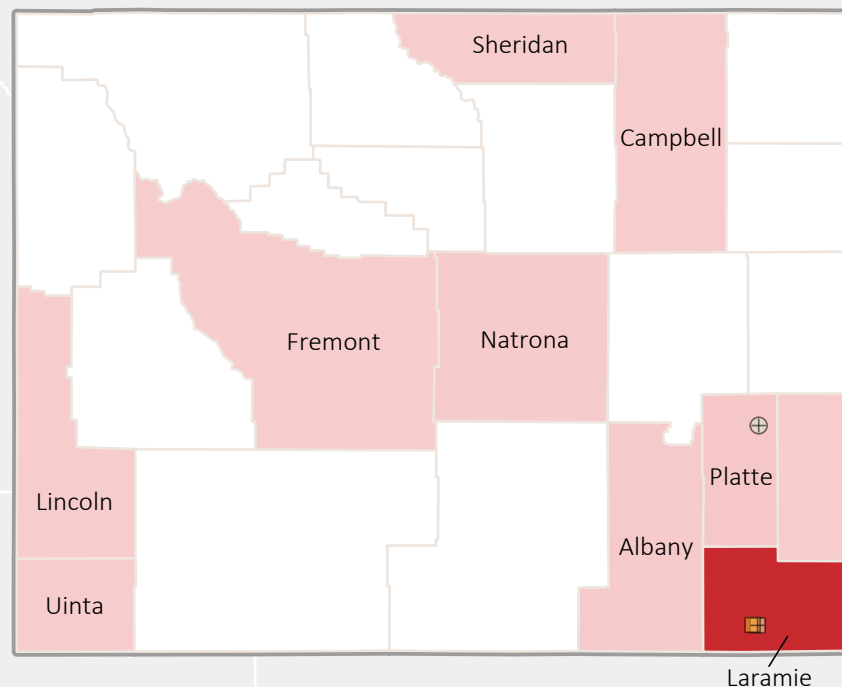 Sheridan
Campbell
Fremont
Natrona
Platte
Lincoln
Albany
Uinta
Laramie